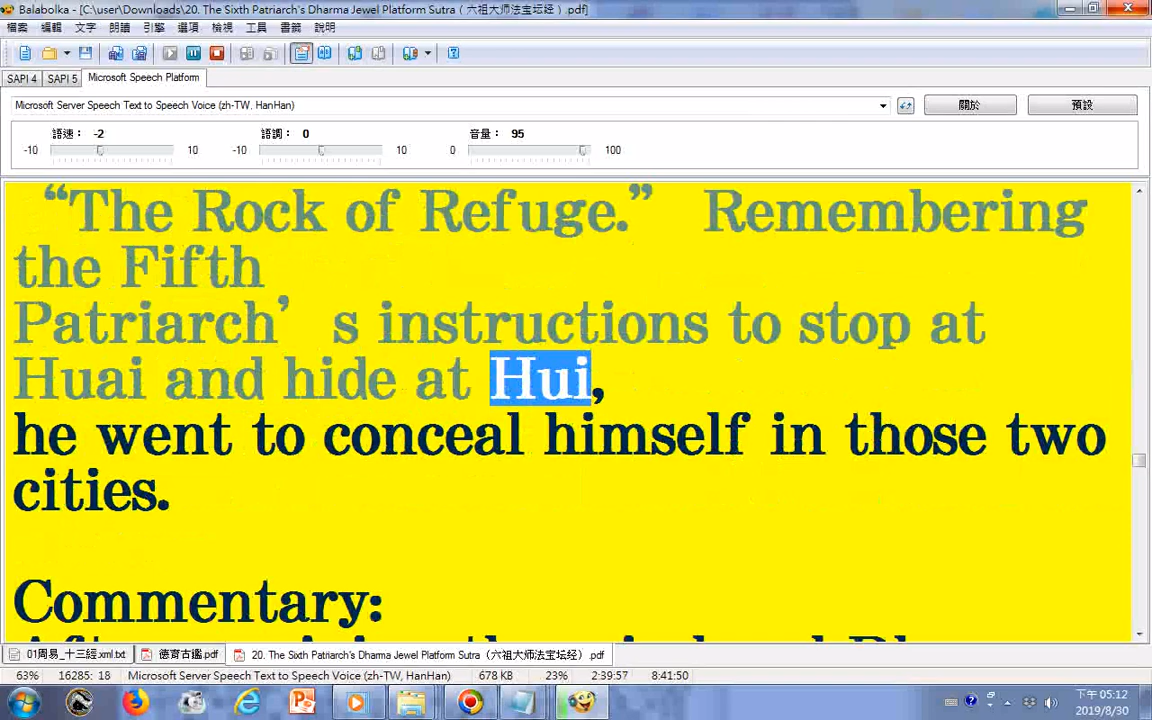 Balabolka - [C:\user\Downloads\20. The Sixth Patriarch's Dharma Jewel Platform Sutra（六祖大师法宝坛经）.pdf]
檔案 編輯 文字 朗讀 引擎 選項 檢視 工具 書籤 說明
SAPI 4 SAPI 5 Microsoft Speech Platform
Microsoft Server Speech Text to Speech Voice (zh-TW, HanHan) 關於 預設
語速： -2 語調： 0 音量： 95
-10 10 -10 10 0 100
“The Rock of Refuge.” Remembering
the Fifth
Patriarch’s instructions to stop at
Huai and hide at Hui,
he went to conceal himself in those two
cities.
Commentary:
01周易_十三經.xml.txt 德育古鑑.pdf 20. The Sixth Patriarch's Dharma Jewel Platform Sutra（六祖大师法宝坛经）.pdf
63% 16285: 18 Microsoft Server Speech Text to Speech Voice (zh-TW, HanHan) 678 KB 23% 2:39:57 8:41:50
下午 05:12
2019/8/30